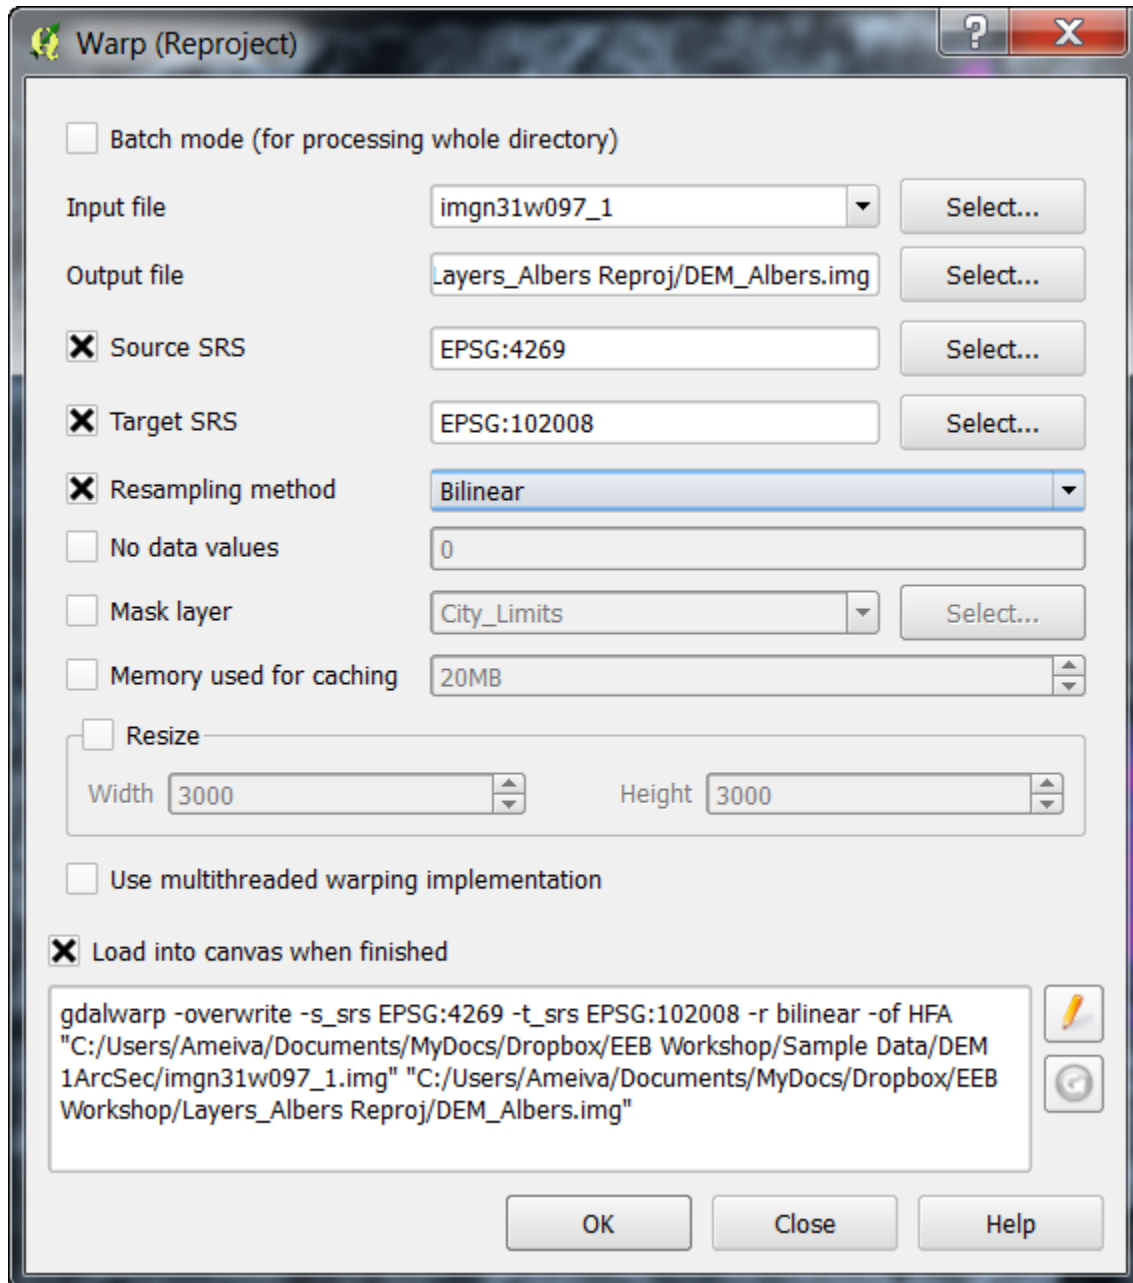 Warp (Reproject)
Batch mode (for processing whole directory)
Input file imgn31w097_1 Select...
Output file Layers_Albers Reproj/DEM_Albers.img Select...
Source SRS EPSG:4269 Select...
Target SRS EPSG:102008 Select...
Resampling method Bilinear
No data values 0
Mask layer City_Limits Select...
Memory used for caching 20MB
Resize
Width 3000 Height 3000
Use multithreaded warping implementation
Load into canvas when finished
gdalwarp -overwrite -s_srs EPSG:4269 -t_srs EPSG:102008 -r bilinear -of HFA
"C:/Users/Ameiva/Documents/MyDocs/Dropbox/EEB Workshop/Sample Data/DEM
1ArcSec/imgn31w097_1.img" "C:/Users/Ameiva/Documents/MyDocs/Dropbox/EEB
Workshop/Layers_Albers Reproj/DEM_Albers.img"
OK Close Help